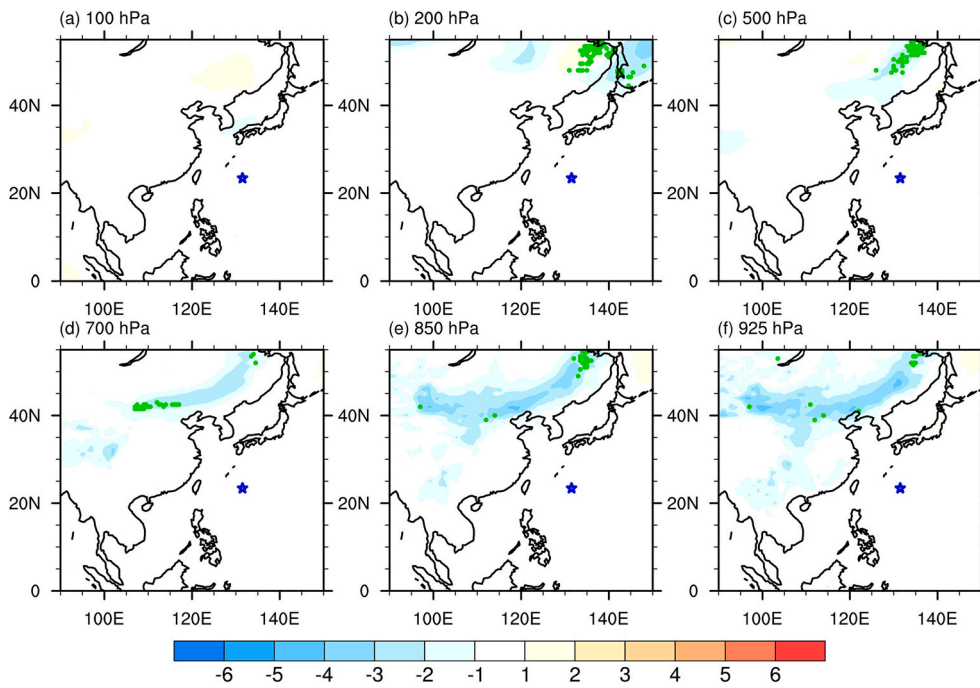 (a) 100 hPa (b) 200 hPa (c) 500 hPa
40N 40N 40N
20N 20N 20N
0 0 0
100E 120E 140E 100E 120E 140E 100E 120E 140E
(d) 700 hPa (e) 850 hPa (f) 925 hPa
40N 40N 40N
20N 20N 20N
0 0 0
100E 120E 140E 100E 120E 140E 100E 120E 140E
-6 -5 -4 -3 -2 -1 1 2 3 4 5 6